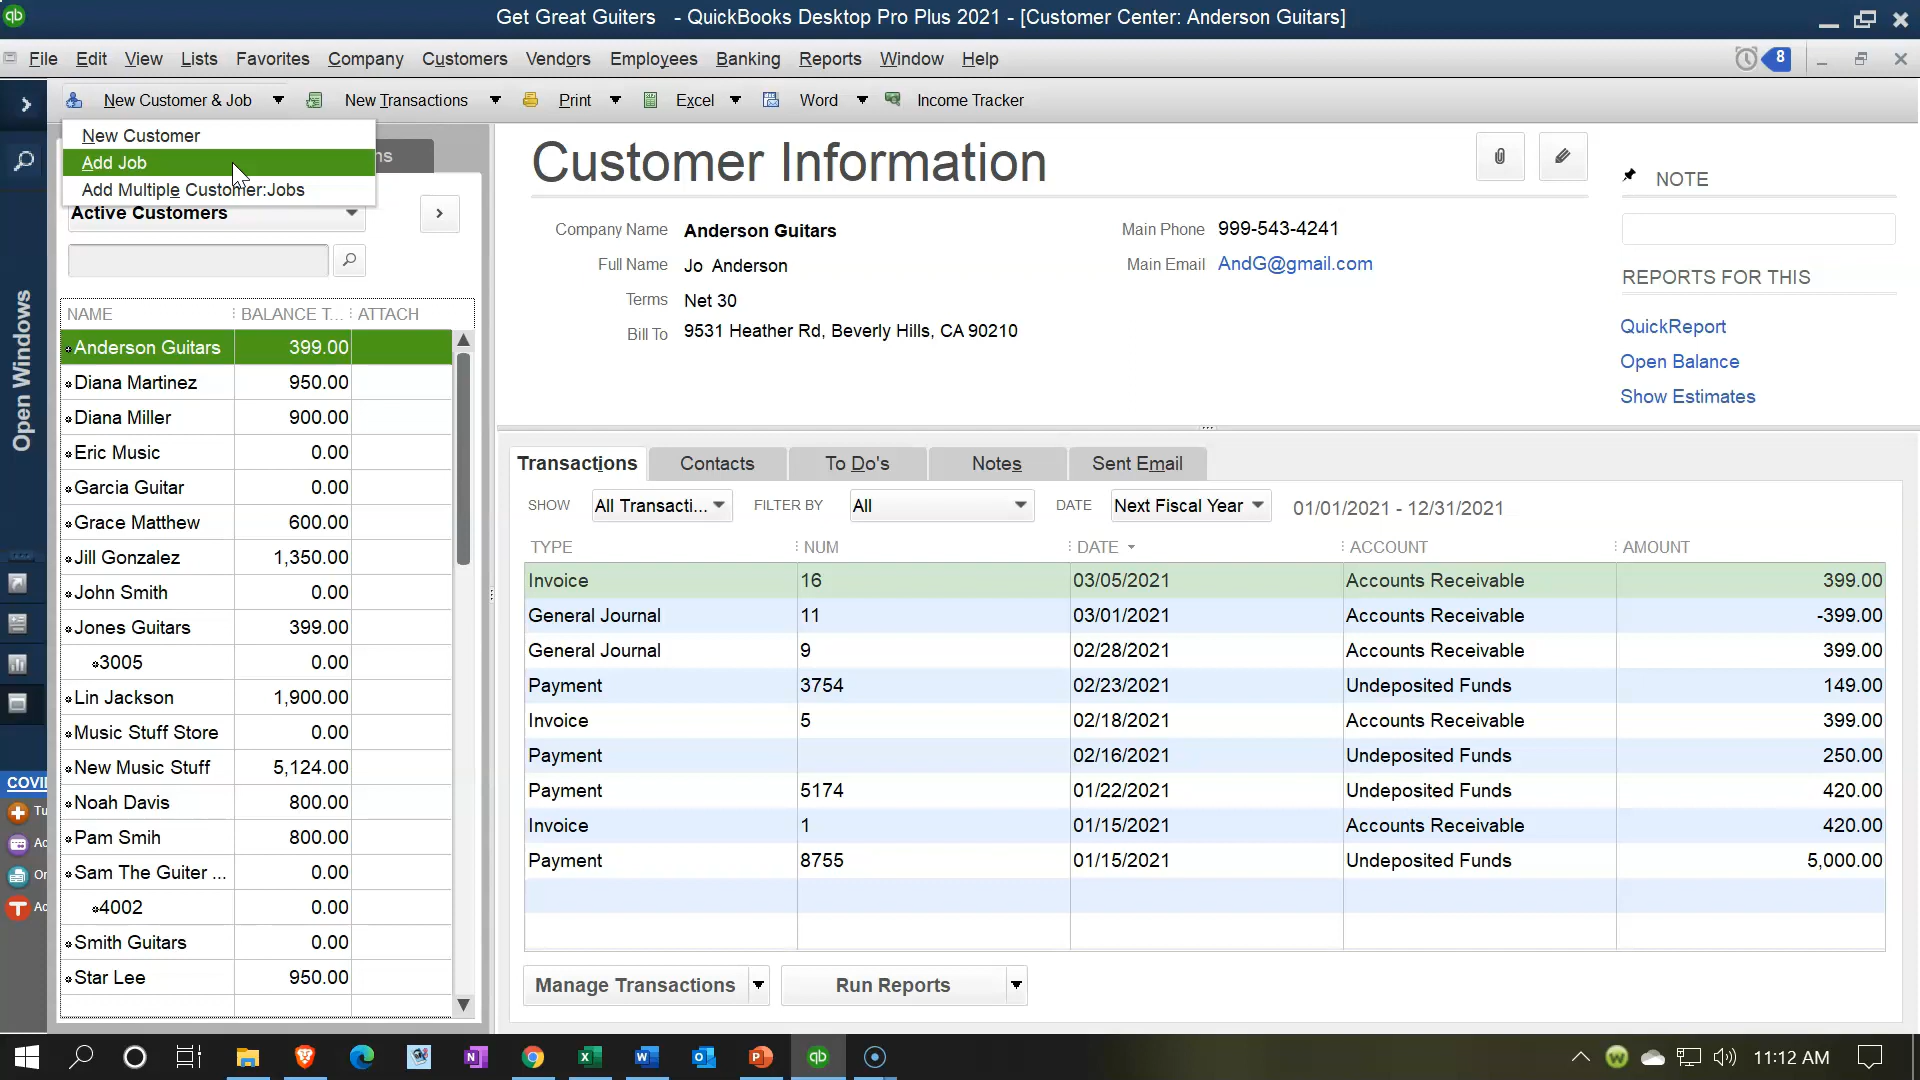 qb
Get Great Guiters - QuickBooks Desktop Pro Plus 2021 - [Customer Center: Anderson Guitars]
File Edit View Lists Favorites Company Customers Vendors Employees Banking Reports Window Help
8
New Customer & Job New Transactions Print Excel Word Income Tracker
New Customer
Add Job
Add Multiple Customer:Jobs
ns
Active Customers
Open Windows
NAME BALANCE T... ATTACH
Anderson Guitars 399.00
Diana Martinez 950.00
Diana Miller 900.00
Eric Music 0.00
Garcia Guitar 0.00
Grace Matthew 600.00
Jill Gonzalez 1,350.00
John Smith 0.00
Jones Guitars 399.00
3005 0.00
Lin Jackson 1,900.00
Music Stuff Store 0.00
New Music Stuff 5,124.00
Noah Davis 800.00
Pam Smih 800.00
Sam The Guiter ... 0.00
4002 0.00
Smith Guitars 0.00
Star Lee 950.00
COVI
Tu
Ac
Or
Ac
Customer Information
Company Name Anderson Guitars
Full Name Jo Anderson
Terms Net 30
Bill To 9531 Heather Rd, Beverly Hills, CA 90210
Main Phone 999-543-4241
Main Email AndG@gmail.com
NOTE
REPORTS FOR THIS
QuickReport
Open Balance
Show Estimates
Transactions Contacts To Do's Notes Sent Email
SHOW All Transacti... FILTER BY All DATE Next Fiscal Year 01/01/2021 - 12/31/2021
TYPE NUM DATE ACCOUNT AMOUNT
Invoice 16 03/05/2021 Accounts Receivable 399.00
General Journal 11 03/01/2021 Accounts Receivable -399.00
General Journal 9 02/28/2021 Accounts Receivable 399.00
Payment 3754 02/23/2021 Undeposited Funds 149.00
Invoice 5 02/18/2021 Accounts Receivable 399.00
Payment 02/16/2021 Undeposited Funds 250.00
Payment 5174 01/22/2021 Undeposited Funds 420.00
Invoice 1 01/15/2021 Accounts Receivable 420.00
Payment 8755 01/15/2021 Undeposited Funds 5,000.00
Manage Transactions Run Reports
11:12 AM